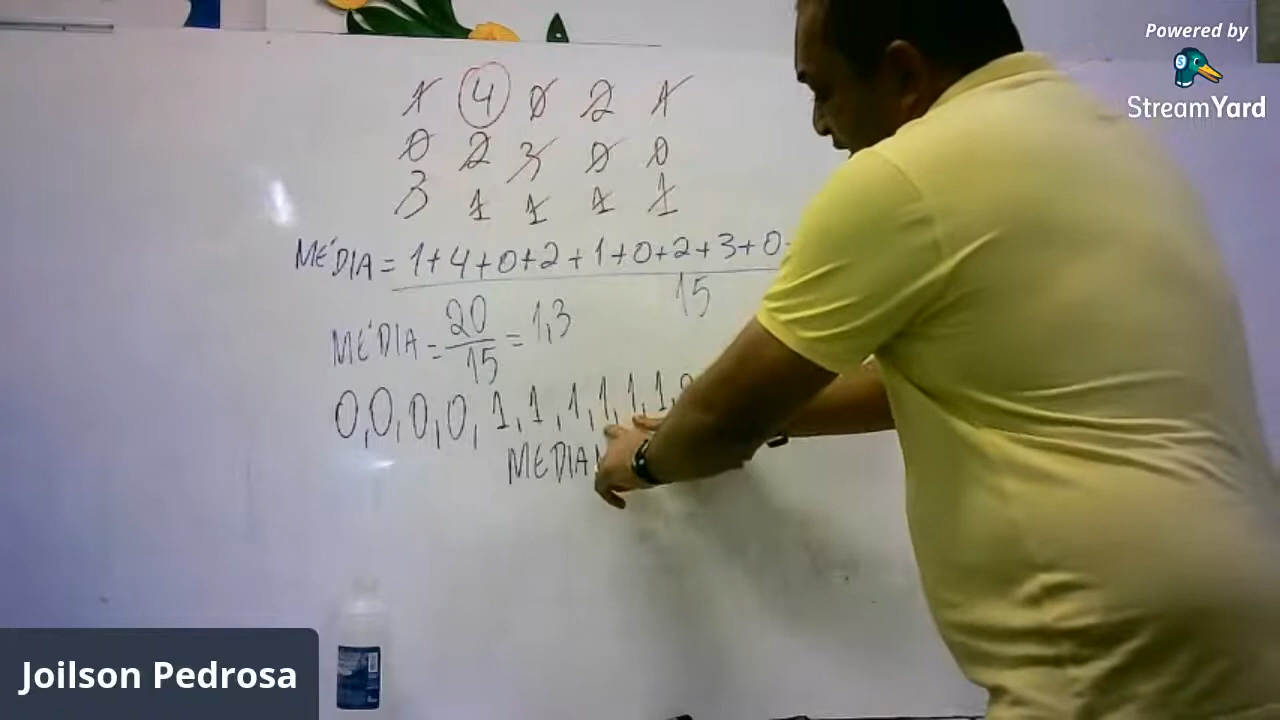 Powered by
StreamYard
1 4 0 2 1
0 2 3 0 0
3 1 1 1 1
MÉDIA = 1+4+0+2+1+0+2+3+0
15
MÉDIA = 20/15 = 1,3
0,0,0,0,1,1,1,1,1,1,
MEDIA
Joilson Pedrosa